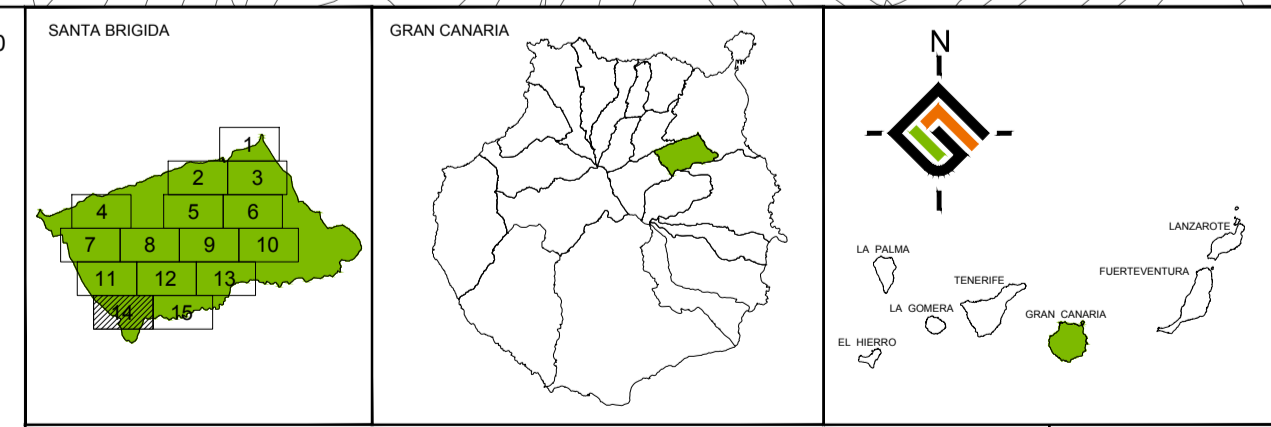 SANTA BRIGIDA
1
2 3
4 5 6
7 8 9 10
11 12 13
14 15
GRAN CANARIA
N
LANZAROTE
LA PALMA
FUERTEVENTURA
TENERIFE
LA GOMERA
GRAN CANARIA
EL HIERRO